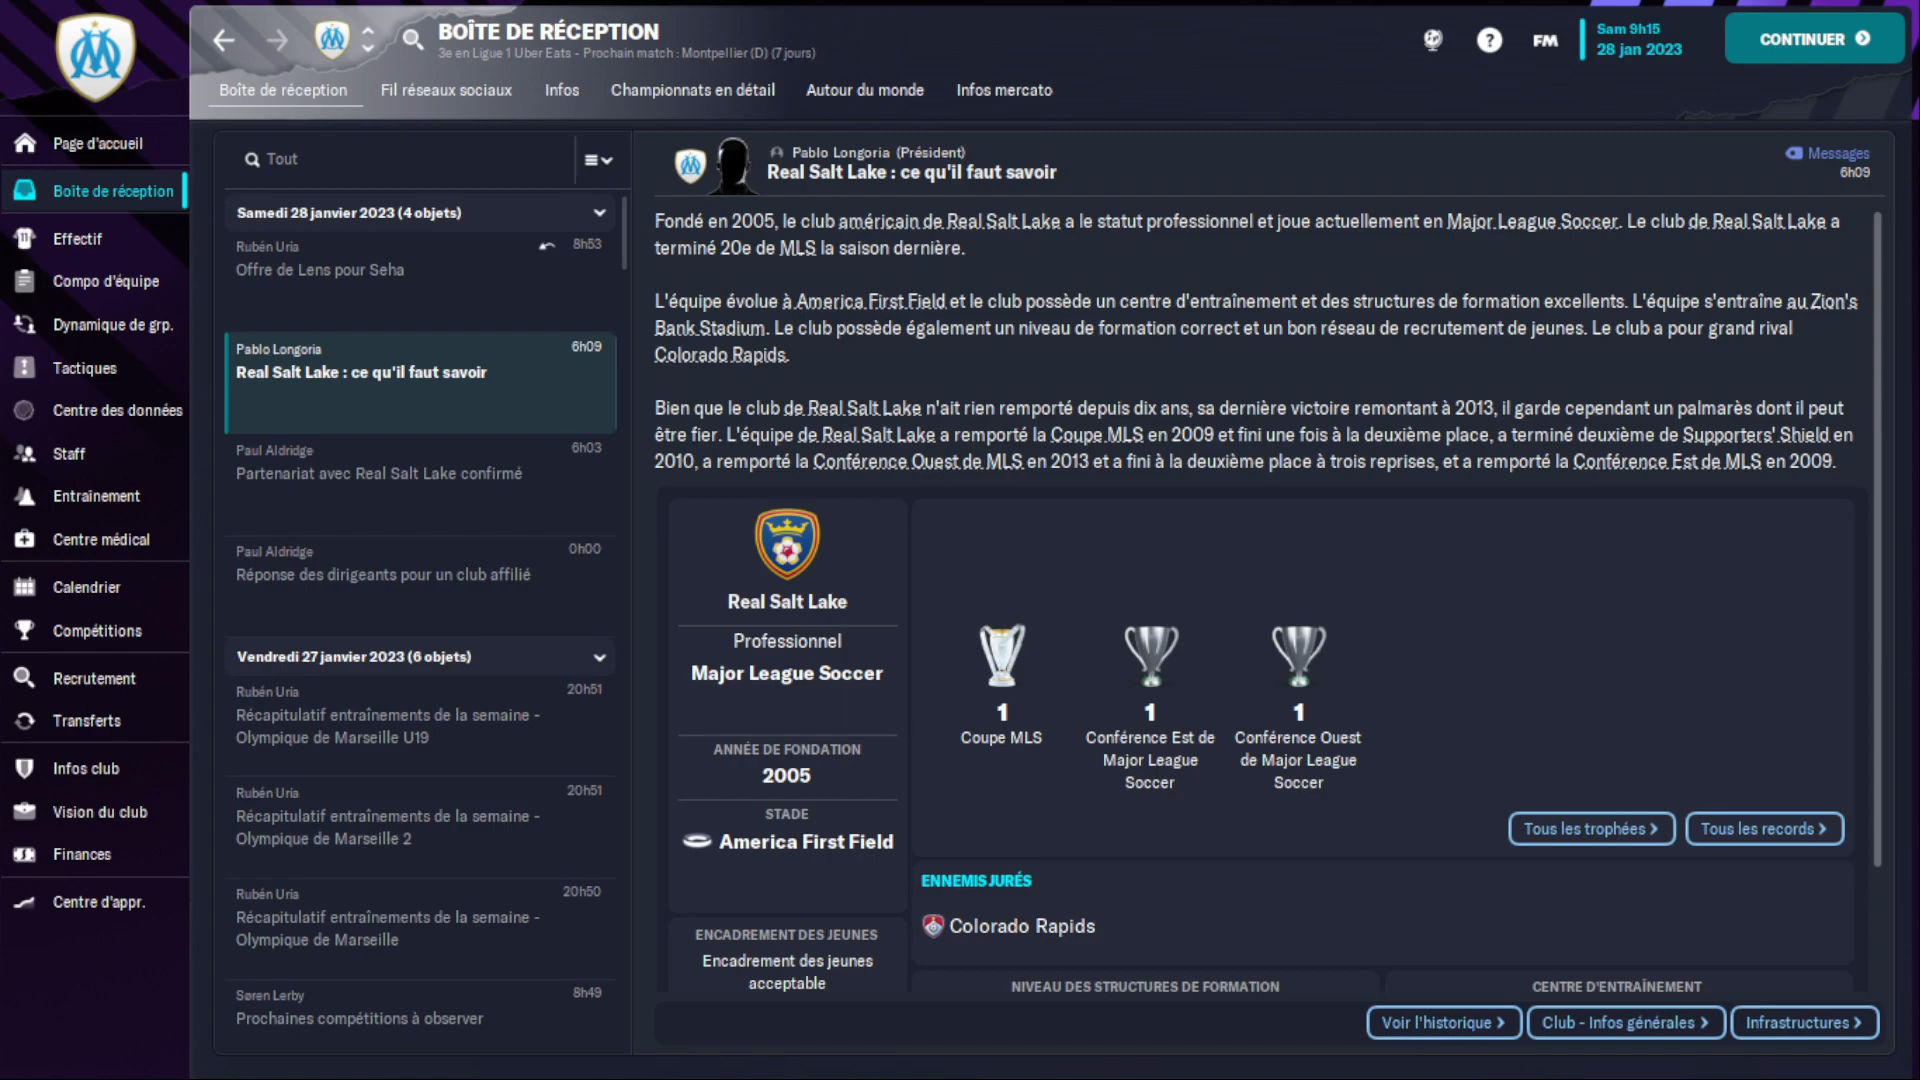 BOÎTE DE RÉCEPTION
3e en Ligue 1 Uber Eats - Prochain match : Montpellier (D) (7 jours)
FM
Sam 9h15
28 jan 2023
CONTINUER
Boîte de réception
Fil réseaux sociaux
Infos
Championnats en détail
Autour du monde
Infos mercato
Page d'accueil
Boîte de réception
Effectif
Compo d'équipe
Dynamique de grp.
Tactiques
Centre des données
Staff
Entraînement
Centre médical
Calendrier
Compétitions
Recrutement
Transferts
Infos club
Vision du club
Finances
Centre d'appr.
Tout
Samedi 28 janvier 2023 (4 objets)
Rubén Uría
8h53
Offre de Lens pour Seha
Pablo Longoria
6h09
Real Salt Lake : ce qu'il faut savoir
Paul Aldridge
6h03
Partenariat avec Real Salt Lake confirmé
Paul Aldridge
0h00
Réponse des dirigeants pour un club affilié
Vendredi 27 janvier 2023 (6 objets)
Rubén Uría
20h51
Récapitulatif entraînements de la semaine -
Olympique de Marseille U19
Rubén Uría
20h51
Récapitulatif entraînements de la semaine -
Olympique de Marseille 2
Rubén Uría
20h50
Récapitulatif entraînements de la semaine -
Olympique de Marseille
Søren Lerby
8h49
Prochaines compétitions à observer
Pablo Longoria (Président)
Real Salt Lake : ce qu'il faut savoir
Messages
6h09
Fondé en 2005, le club américain de Real Salt Lake a le statut professionnel et joue actuellement en Major League Soccer. Le club de Real Salt Lake a
terminé 20e de MLS la saison dernière.
L'équipe évolue à America First Field et le club possède un centre d'entraînement et des structures de formation excellents. L'équipe s'entraîne au Zion's
Bank Stadium. Le club possède également un niveau de formation correct et un bon réseau de recrutement de jeunes. Le club a pour grand rival
Colorado Rapids.
Bien que le club de Real Salt Lake n'ait rien remporté depuis dix ans, sa dernière victoire remontant à 2013, il garde cependant un palmarès dont il peut
être fier. L'équipe de Real Salt Lake a remporté la Coupe MLS en 2009 et fini une fois à la deuxième place, a terminé deuxième de Supporters' Shield en
2010, a remporté la Conférence Ouest de MLS en 2013 et a fini à la deuxième place à trois reprises, et a remporté la Conférence Est de MLS en 2009.
Real Salt Lake
Professionnel
Major League Soccer
ANNÉE DE FONDATION
2005
STADE
America First Field
ENCADREMENT DES JEUNES
Encadrement des jeunes
acceptable
1
Coupe MLS
1
Conférence Est de
Major League
Soccer
1
Conférence Ouest
de Major League
Soccer
Tous les trophées
Tous les records
ENNEMIS JURÉS
Colorado Rapids
NIVEAU DES STRUCTURES DE FORMATION
CENTRE D'ENTRAÎNEMENT
Voir l'historique
Club - Infos générales
Infrastructures